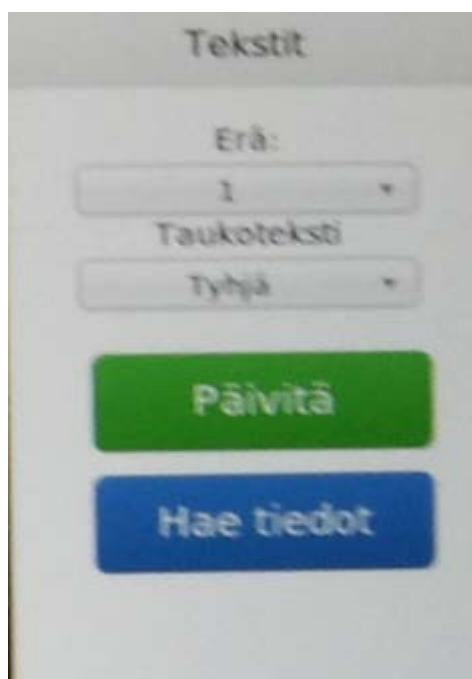 Tekstit
Erä:
1
Taukoteksti
Tyhjä
Päivitä
Hae tiedot